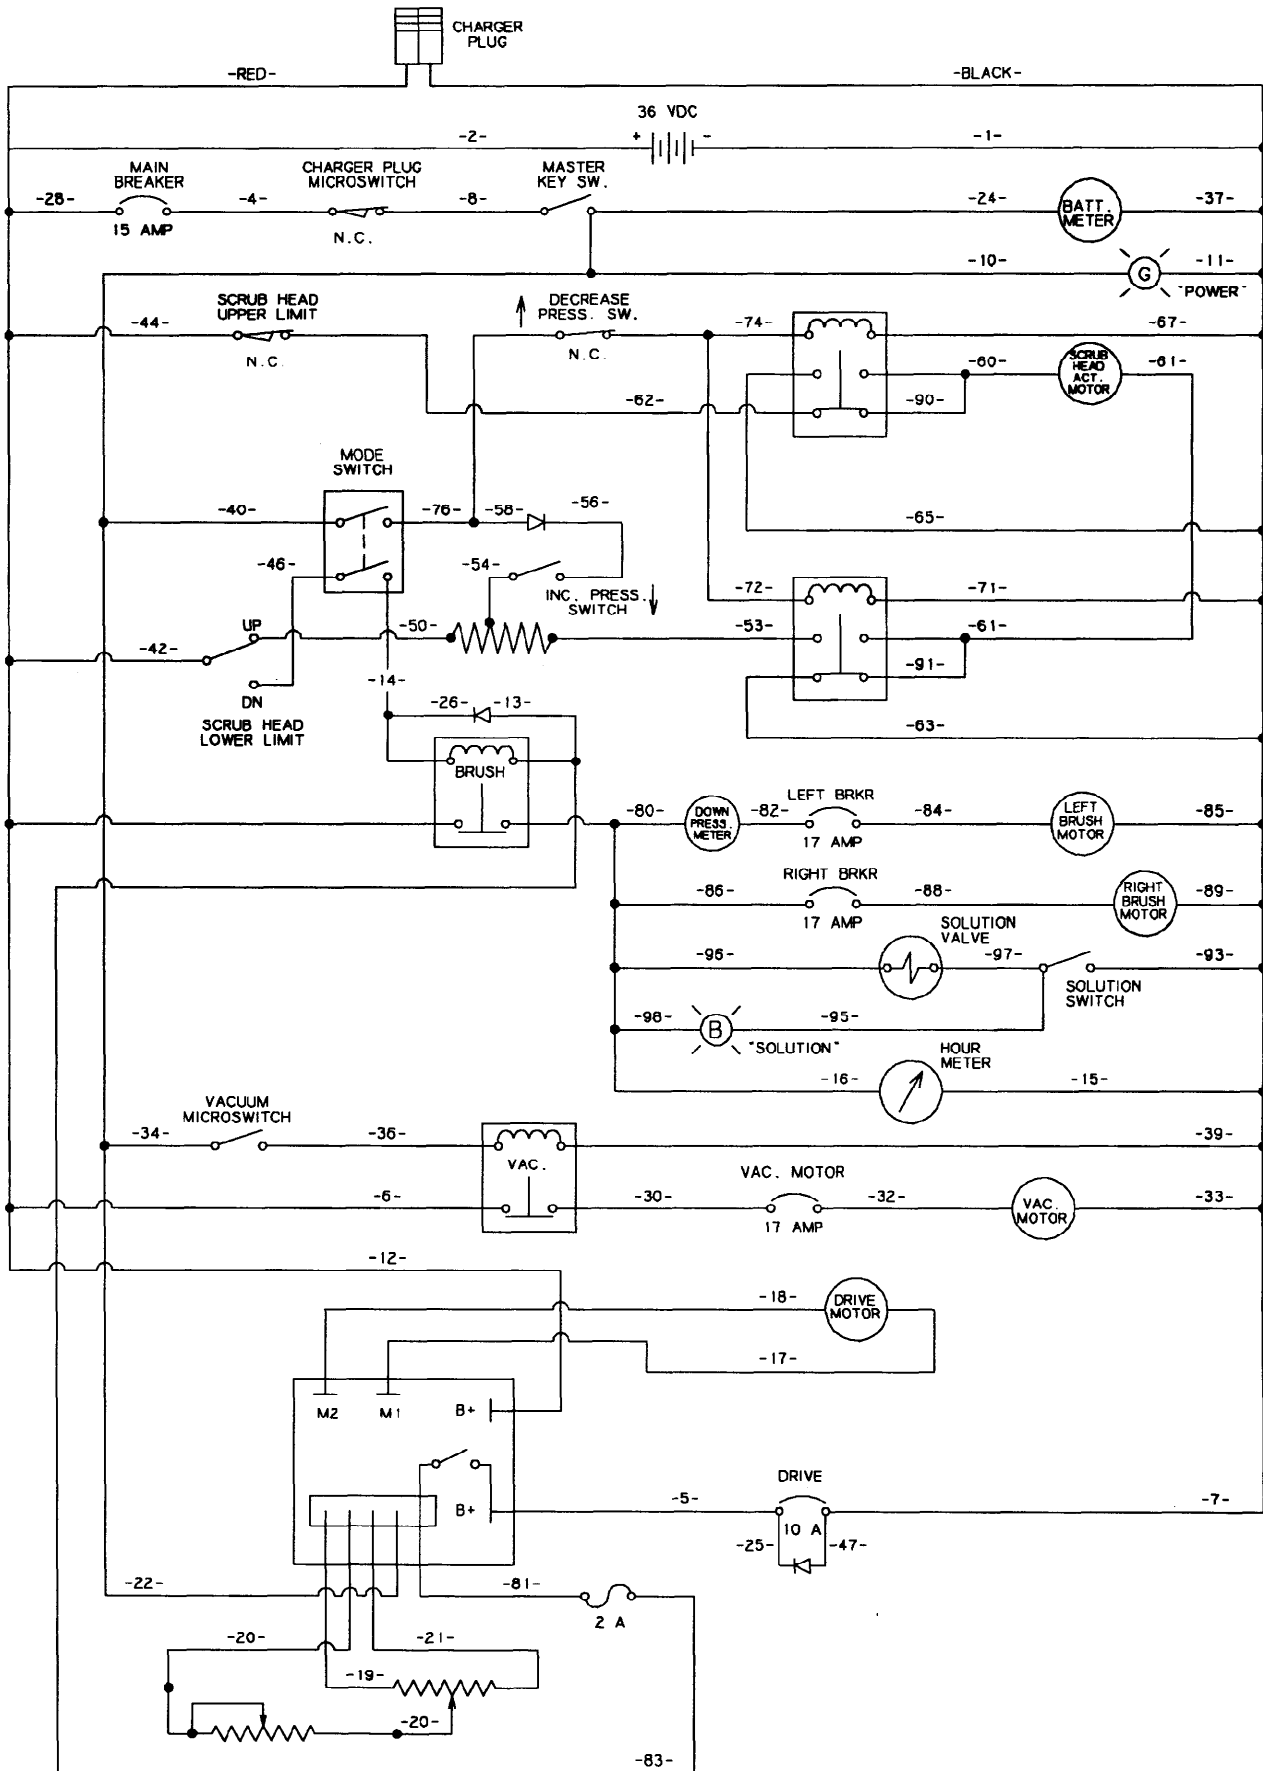 CHARGER
PLUG
-RED-
-BLACK-
36 VDC
-2-
+
-
-1-
MAIN
BREAKER
CHARGER PLUG
MICROSWITCH
MASTER
KEY SW.
-28-
-4-
-8-
-24-
BATT.
METER
-37-
15 AMP
N.C.
-10-
G
-11-
"POWER"
SCRUB HEAD
UPPER LIMIT
DECREASE
PRESS. SW.
-44-
-74-
-67-
N.C.
N.C.
-60-
SCRUB
HEAD
ACT.
MOTOR
-61-
-62-
-90-
MODE
SWITCH
-40-
-76-
-58-
-56-
-65-
-46-
-54-
INC. PRESS.
SWITCH
-72-
-71-
UP
-50-
-53-
-61-
-42-
-91-
-14-
DN
SCRUB HEAD
LOWER LIMIT
-26-
-13-
-63-
BRUSH
-80-
DOWN
PRESS.
METER
-82-
LEFT BRKR
17 AMP
-84-
LEFT
BRUSH
MOTOR
-85-
RIGHT BRKR
-86-
17 AMP
-88-
RIGHT
BRUSH
MOTOR
-89-
SOLUTION
VALVE
-96-
-97-
-93-
SOLUTION
SWITCH
-98-
B
-95-
"SOLUTION"
HOUR
METER
-16-
-15-
VACUUM
MICROSWITCH
-34-
-36-
VAC.
-39-
VAC. MOTOR
-6-
-30-
17 AMP
-32-
VAC.
MOTOR
-33-
-12-
-18-
DRIVE
MOTOR
-17-
M2
M1
B+
B+
-5-
DRIVE
10 A
-7-
-25-
-47-
-22-
-81-
2 A
-20-
-21-
-19-
-20-
-83-